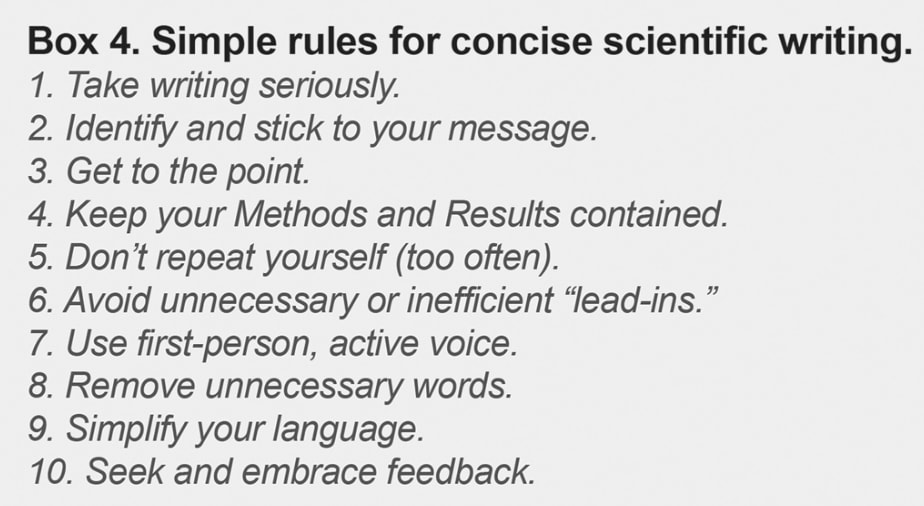 Box 4. Simple rules for concise scientific writing.
1. Take writing seriously.
2. Identify and stick to your message.
3. Get to the point.
4. Keep your Methods and Results contained.
5. Don’t repeat yourself (too often).
6. Avoid unnecessary or inefficient “lead-ins.”
7. Use first-person, active voice.
8. Remove unnecessary words.
9. Simplify your language.
10. Seek and embrace feedback.